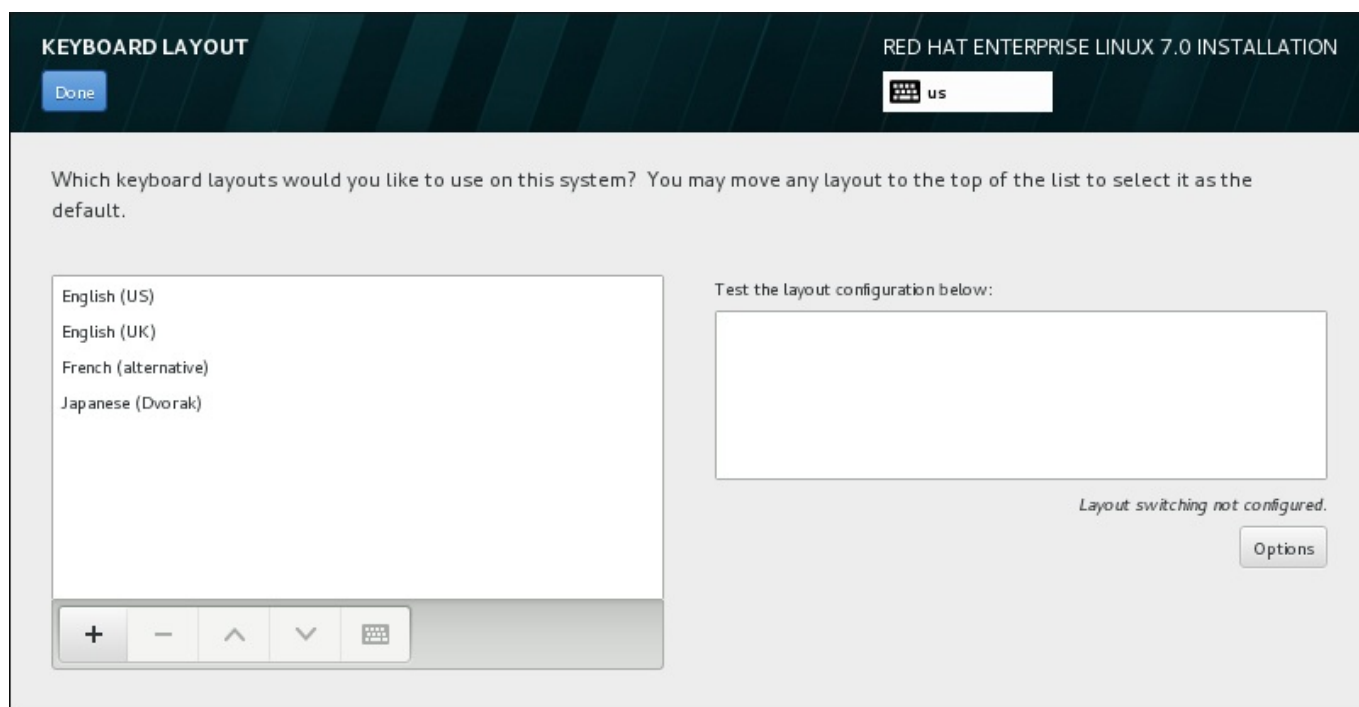 KEYBOARD LAYOUT
RED HAT ENTERPRISE LINUX 7.0 INSTALLATION
Done
us
Which keyboard layouts would you like to use on this system? You may move any layout to the top of the list to select it as the
default.
English (US)
English (UK)
French (alternative)
Japanese (Dvorak)
Test the layout configuration below:
Layout switching not configured.
Options